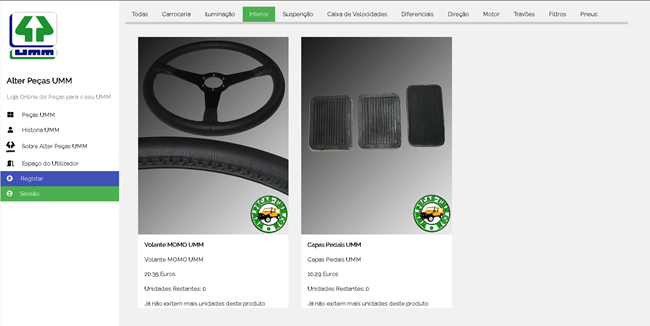 UMM
Alter Peças UMM
Loja Online de Peças para o seu UMM
Peças UMM
Historia UMM
Sobre Alter Peças UMM
Espaço do Utilizador
Registar
Sessão
Todas Carroceria Iluminação Interior Suspenção Caixa de Velocidades Diferenciais Direção Motor Travões Filtros Pneus
Volante MOMO UMM
Volante MOMO UMM
20.35 Euros
Unidades Restantes: 0
Já não exitem mais unidades deste produto
Capas Pedais UMM
Capas Pedais UMM
10.29 Euros
Unidades Restantes: 0
Já não exitem mais unidades deste produto